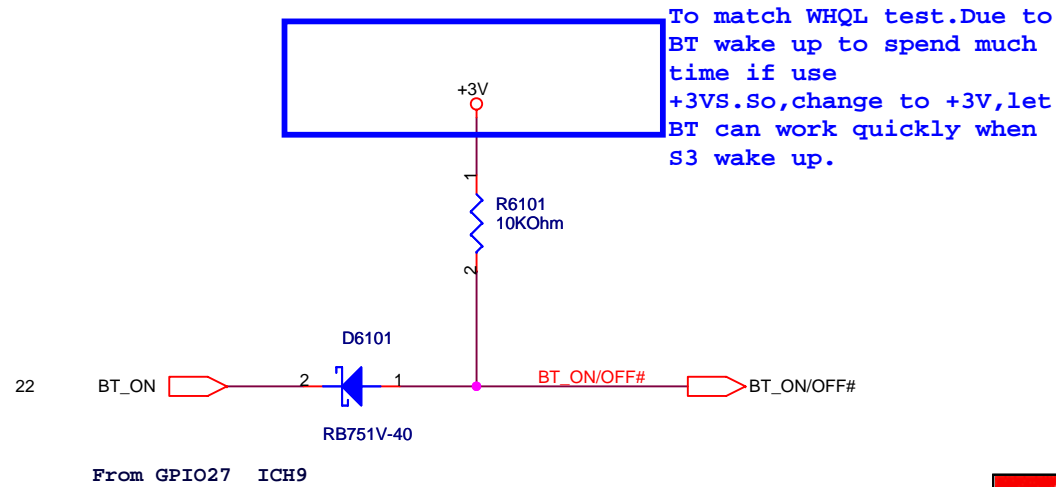 To match WHQL test.Due to
BT wake up to spend much
time if use
+3VS.So,change to +3V,let
BT can work quickly when
S3 wake up.
+3V
1
R6101
10KOhm
2
D6101
22 BT_ON 2 1 BT_ON/OFF# BT_ON/OFF#
RB751V-40
From GPIO27 ICH9